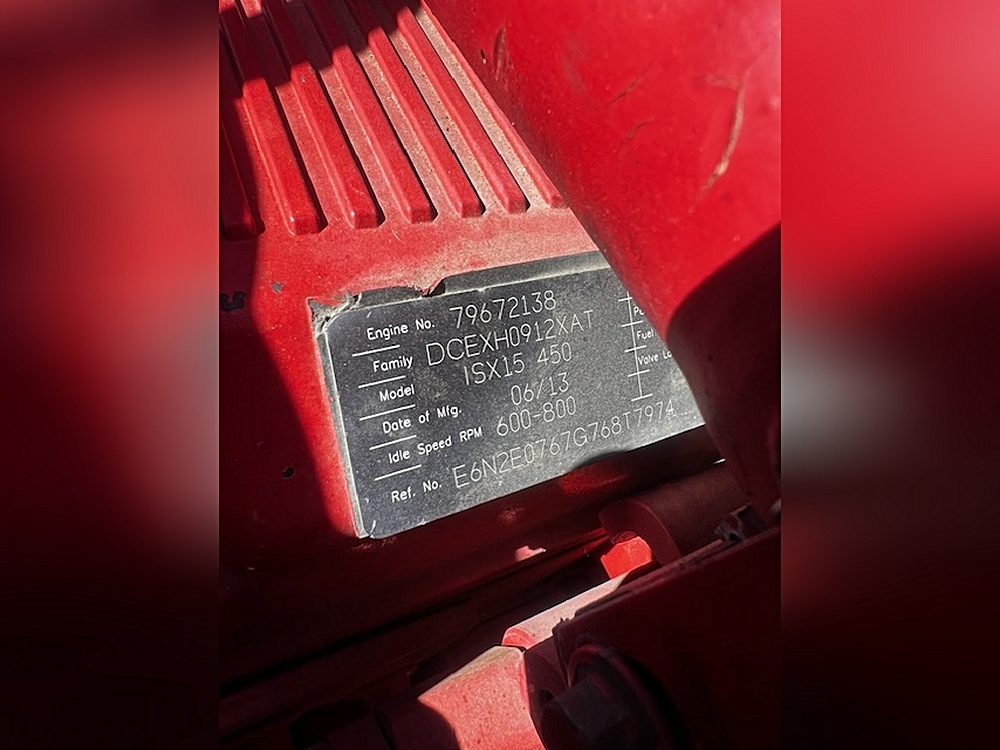 Engine No. 79672138
Family DCEXH0912XAT
Model ISX15 450
Date of Mfg. 06/13
Idle Speed RPM 600-800
Ref. No. E6N2E0767G768T7974
Fuel
Valve